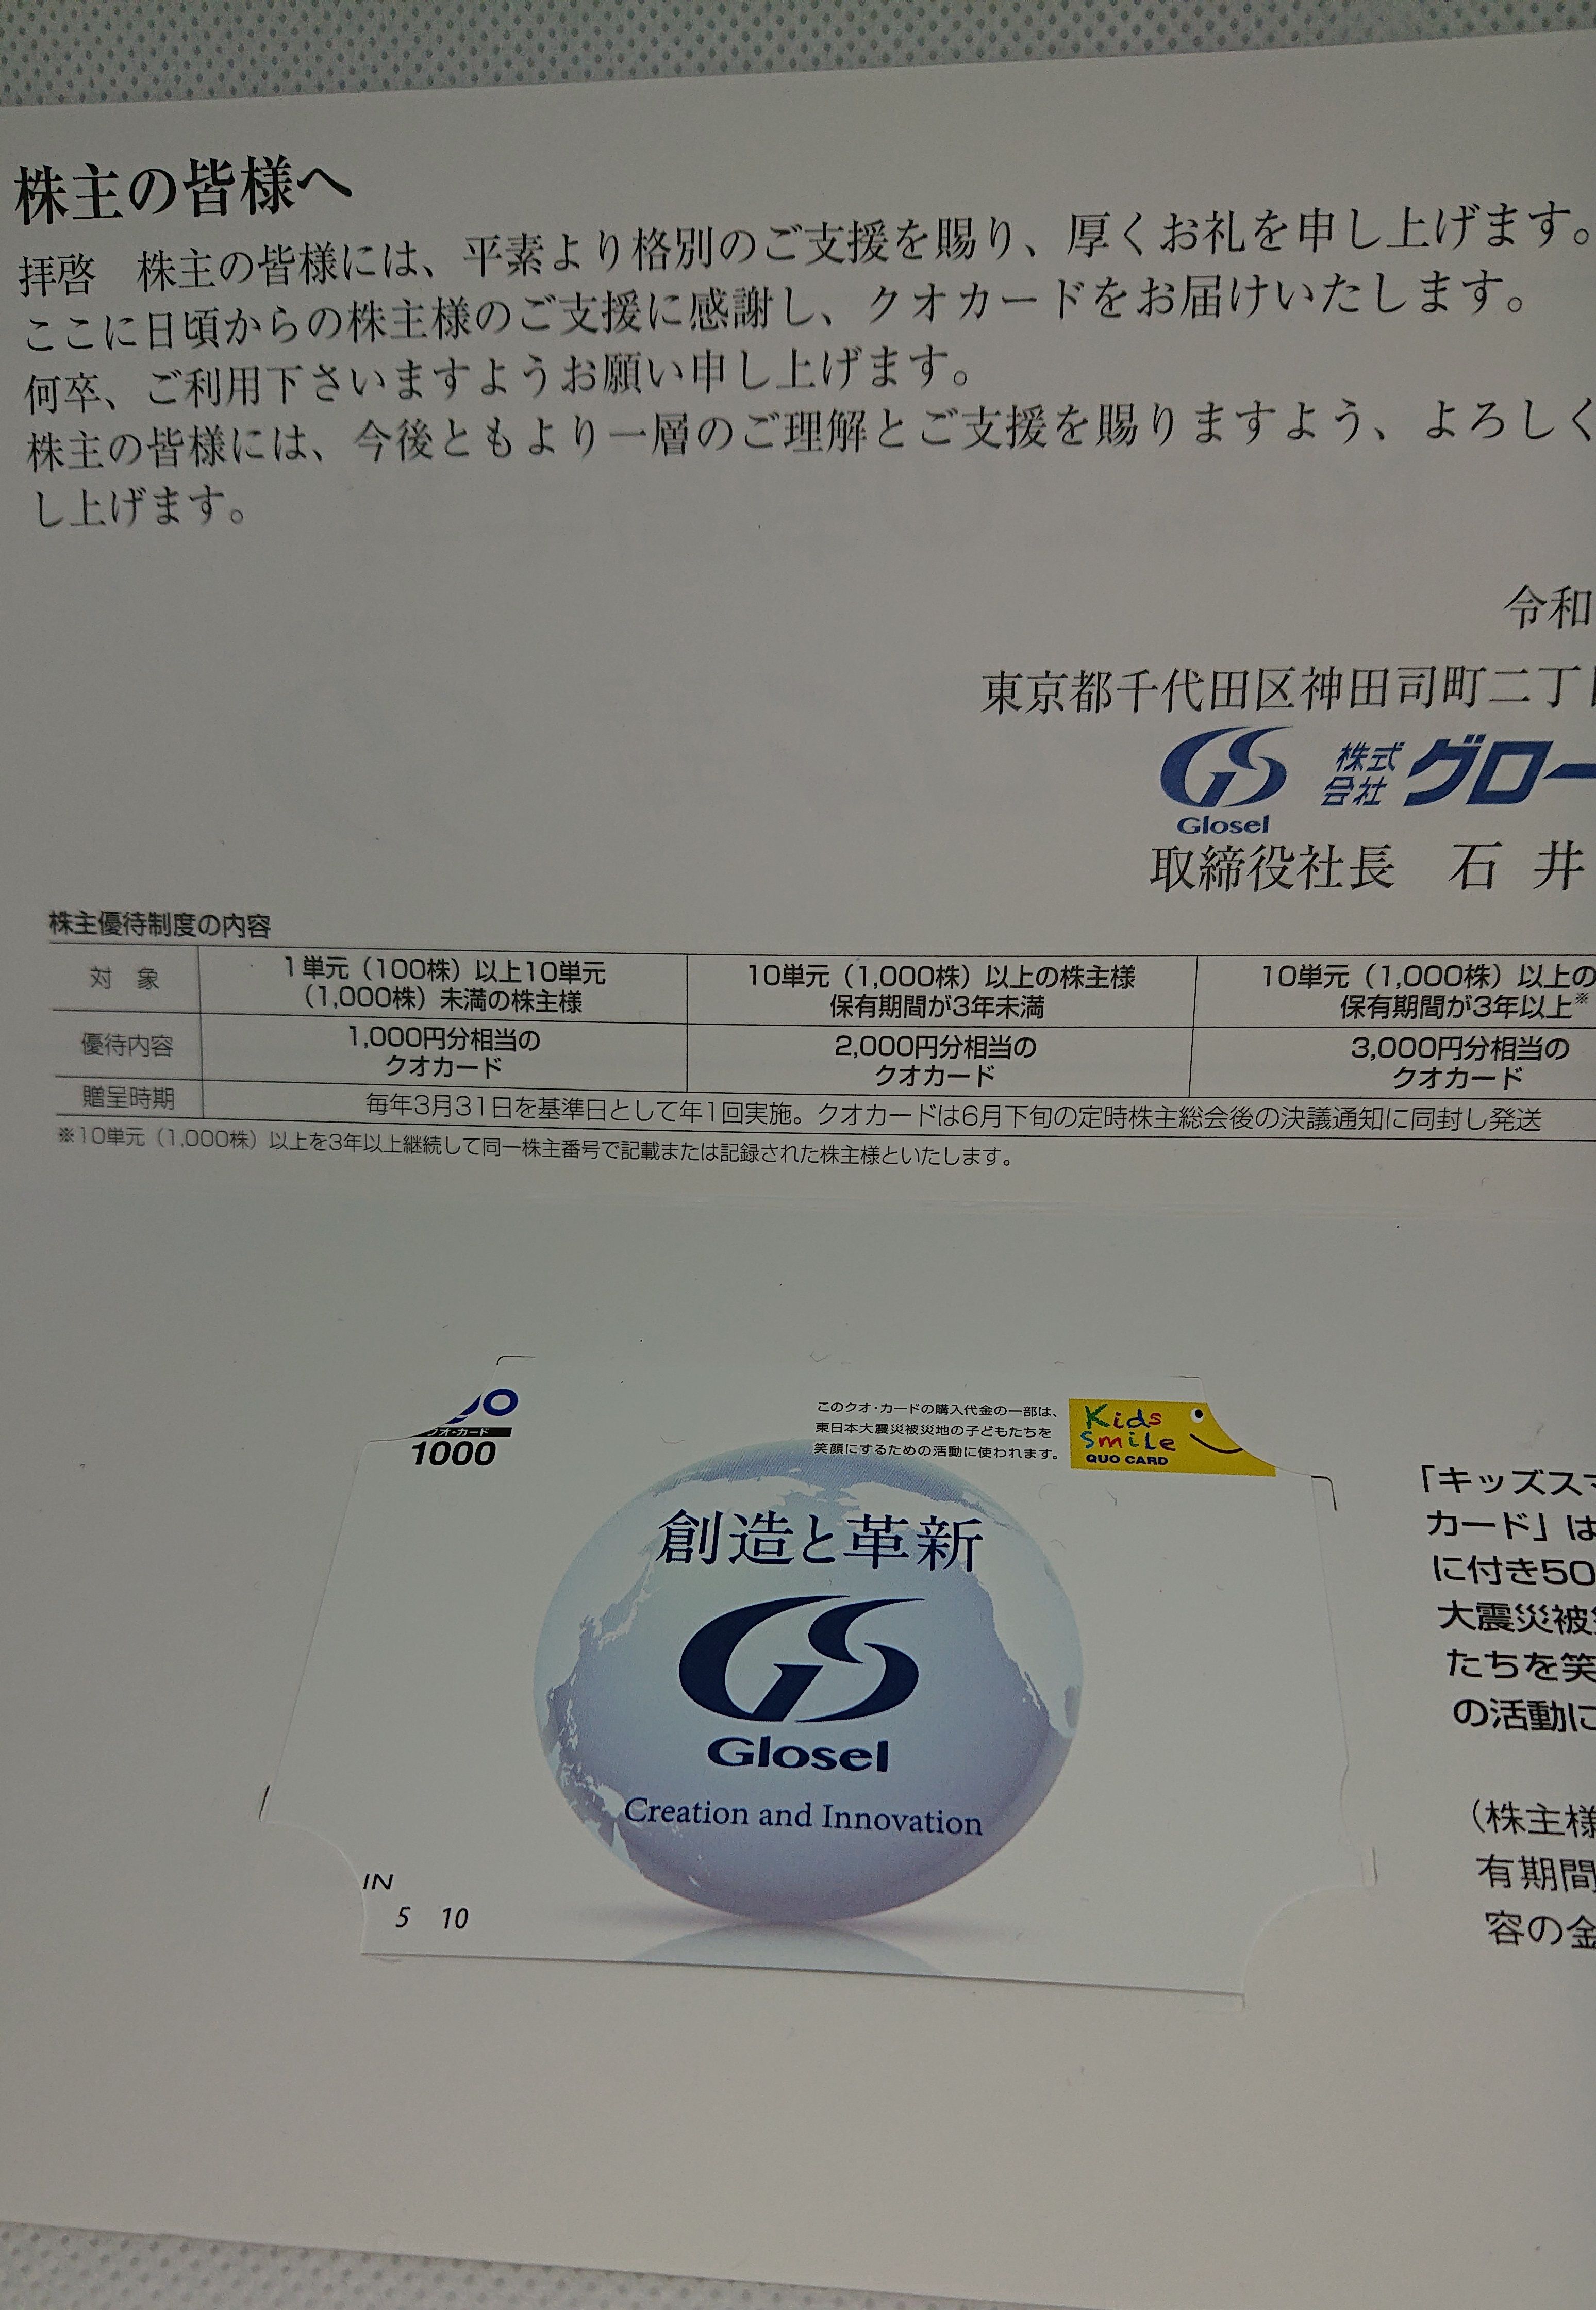 株主の皆様へ
拝啓　株主の皆様には、平素より格別のご支援を賜り、厚くお礼を申し上げます。
ここに日頃からの株主様のご支援に感謝し、クオカードをお届けいたします。
何卒、ご利用下さいますようお願い申し上げます。
株主の皆様には、今後ともより一層のご理解とご支援を賜りますよう、よろしく
し上げます。
令和
東京都千代田区神田司町二丁
Glosel
株式会社グロー
取締役社長　石 井
株主優待制度の内容
対　象
1単元（100株）以上10単元
（1,000株）未満の株主様
10単元（1,000株）以上の株主様
保有期間が3年未満
10単元（1,000株）以上の
保有期間が3年以上※
優待内容
1,000円分相当の
クオカード
2,000円分相当の
クオカード
3,000円分相当の
クオカード
贈呈時期
毎年3月31日を基準日として年1回実施。クオカードは6月下旬の定時株主総会後の決議通知に同封し発送
※10単元（1,000株）以上を3年以上継続して同一株主番号で記載または記録された株主様といたします。
オ・カード
1000
このクオ・カードの購入代金の一部は、
東日本大震災被災地の子どもたちを
笑顔にするための活動に使われます。
Kids
Smile
QUO CARD
創造と革新
GS
Glosel
Creation and Innovation
IN
5 10
「キッズス
カード」は
に付き50
大震災被
たちを笑
の活動に
（株主様
有期間
容の金